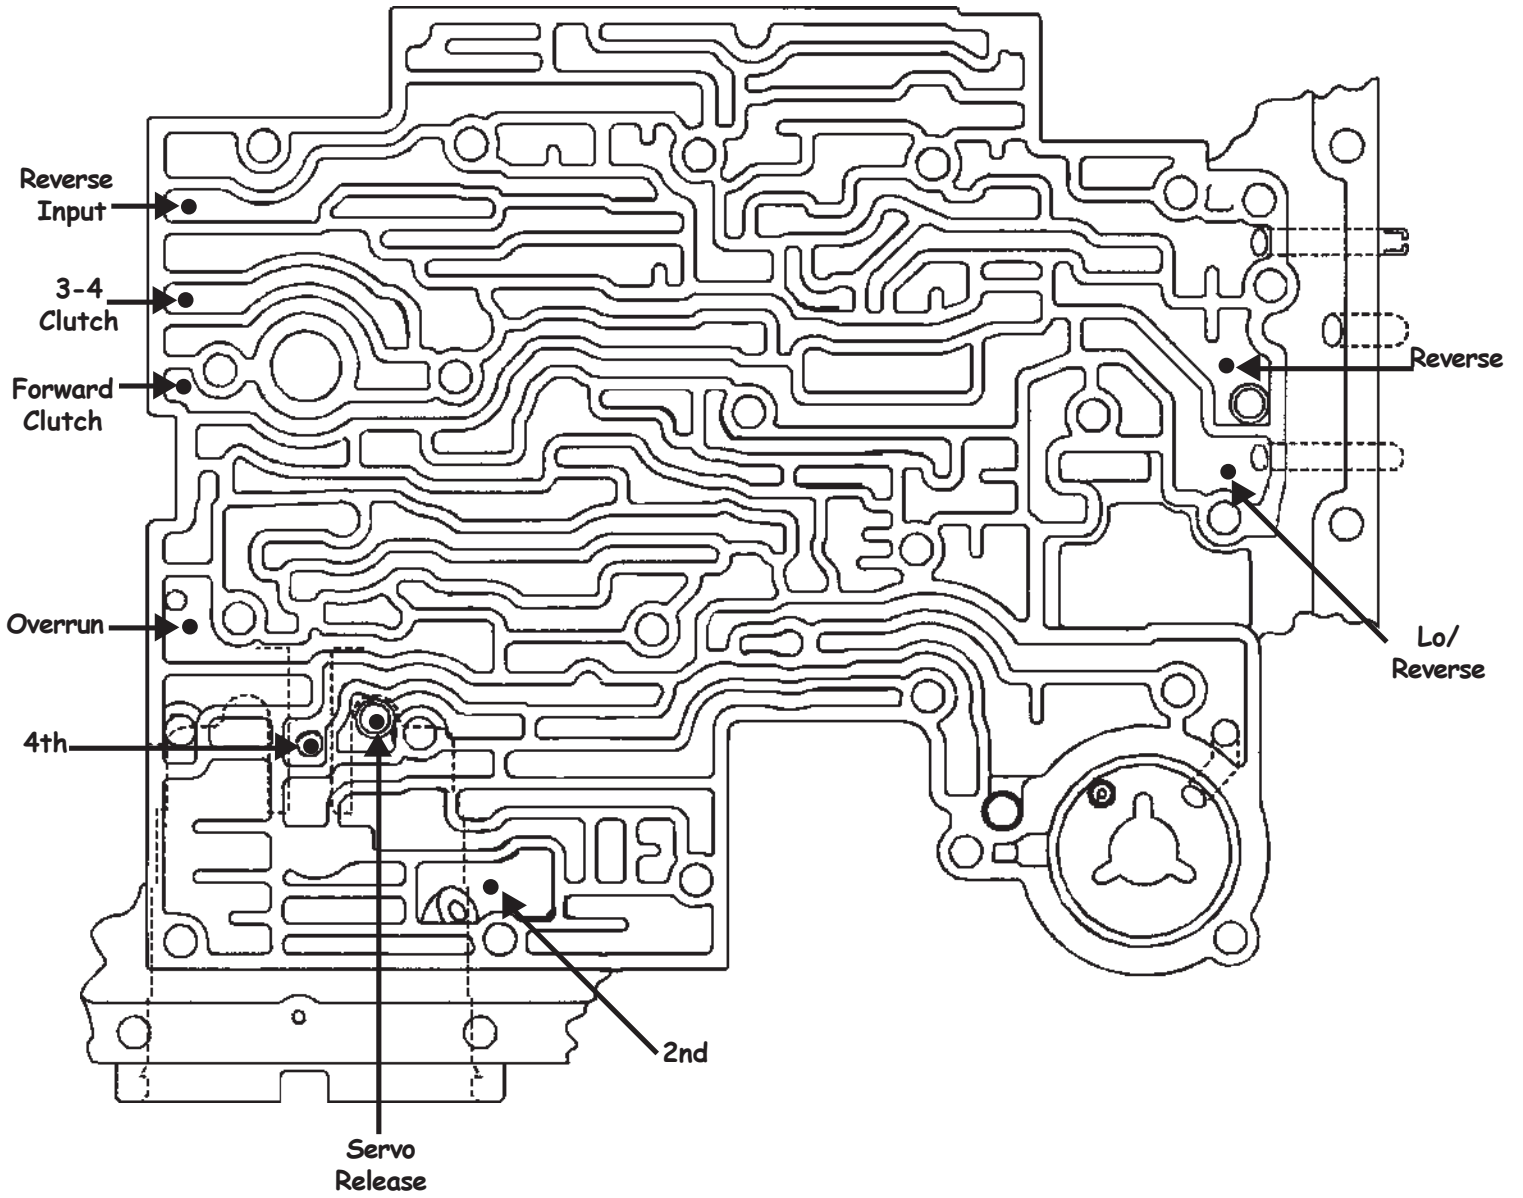 Reverse
Input
3-4
Clutch
Forward
Clutch
Overrun
4th
Servo
Release
2nd
Reverse
Lo/
Reverse